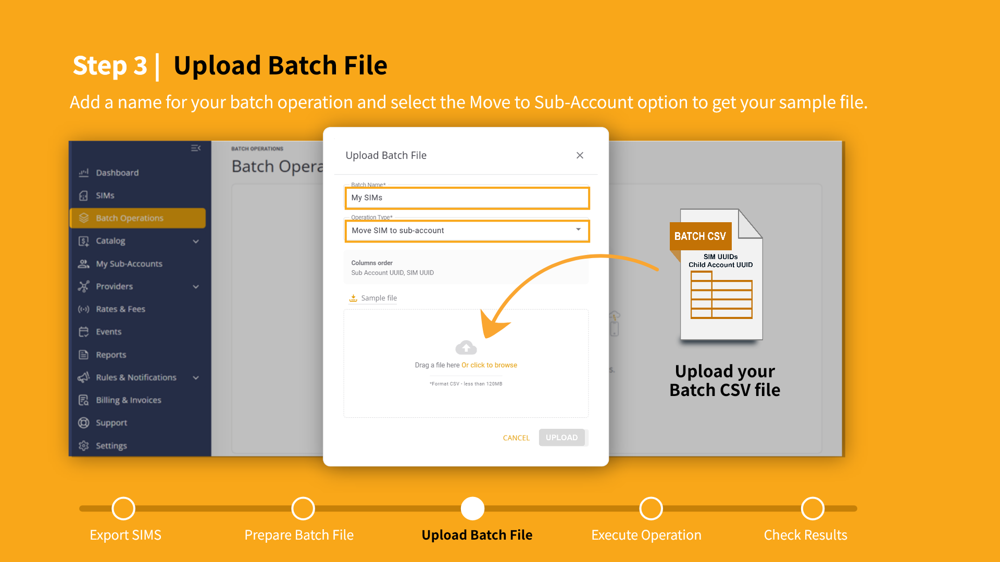 Step 3 | Upload Batch File
Add a name for your batch operation and select the Move to Sub-Account option to get your sample file.
Dashboard
SIMs
Batch Operations
Catalog
My Sub-Accounts
Providers
Rates & Fees
Events
Reports
Rules & Notifications
Billing & Invoices
Support
Settings
BATCH OPERATIONS
Batch Opera
Upload Batch File
Batch Name*
My SIMs
Operation Type*
Move SIM to sub-account
Columns order
Sub Account UUID, SIM UUID
Sample file
Drag a file here Or click to browse
*Format CSV - less than 120MB
CANCEL
UPLOAD
s.
BATCH CSV
SIM UUIDs
Child Account UUID
Upload your
Batch CSV file
Export SIMS
Prepare Batch File
Upload Batch File
Execute Operation
Check Results